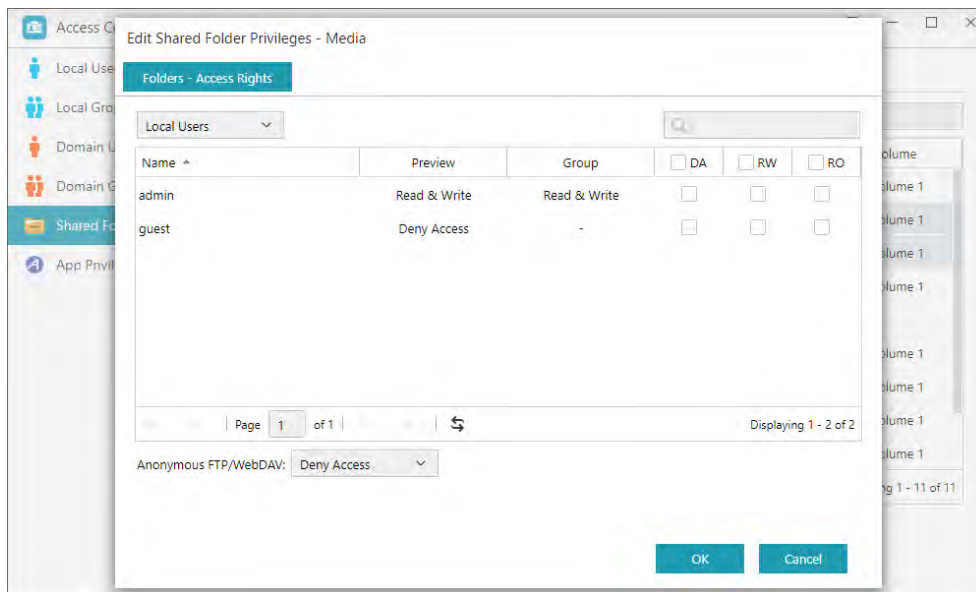 Access C
Edit Shared Folder Privileges - Media
Local Use
Folders - Access Rights
Local Gro
Local Users
Domain U
Name Preview Group DA RW RO
olume
Domain G
admin Read & Write Read & Write
olume 1
Shared Fo
guest Deny Access -
olume 1
olume 1
App Privil
olume 1
olume 1
olume 1
Page 1 of 1 Displaying 1 - 2 of 2
olume 1
Anonymous FTP/WebDAV: Deny Access
olume 1
ng 1 - 11 of 11
OK Cancel